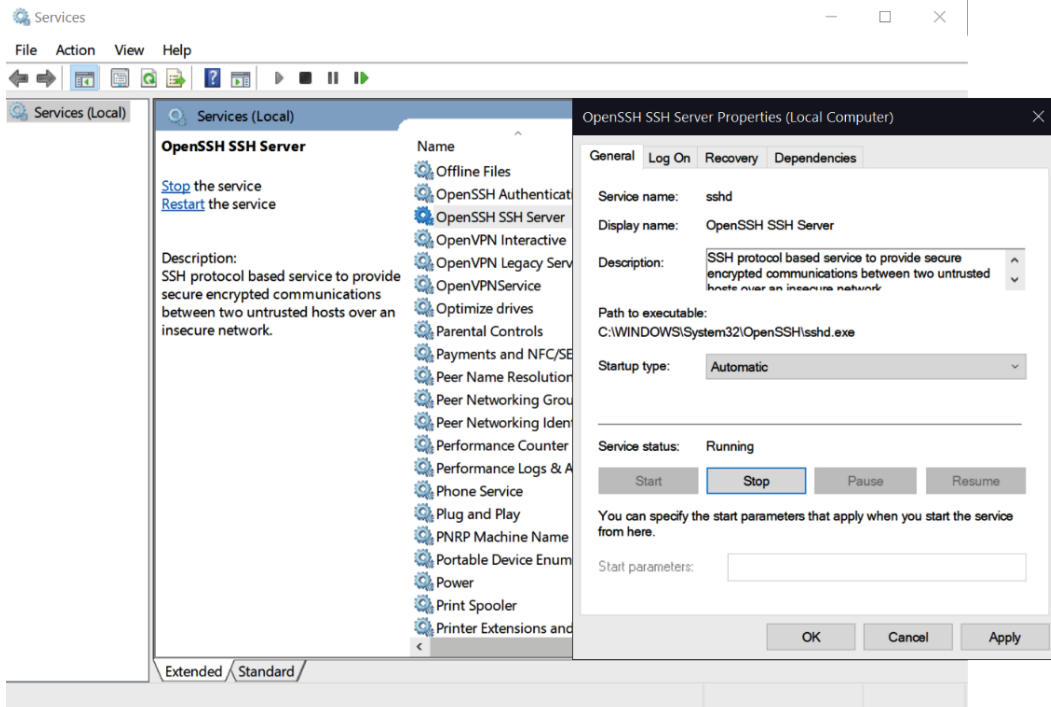 Services
File Action View Help
Services (Local)
Services (Local)
OpenSSH SSH Server
Stop the service
Restart the service
Description:
SSH protocol based service to provide
secure encrypted communications
between two untrusted hosts over an
insecure network.
Name
Offline Files
OpenSSH Authenticati
OpenSSH SSH Server
OpenVPN Interactive
OpenVPN Legacy Serv
OpenVPNService
Optimize drives
Parental Controls
Payments and NFC/SE
Peer Name Resolution
Peer Networking Grou
Peer Networking Iden
Performance Counter
Performance Logs & A
Phone Service
Plug and Play
PNRP Machine Name
Portable Device Enum
Power
Print Spooler
Printer Extensions and
Extended Standard
OpenSSH SSH Server Properties (Local Computer)
General Log On Recovery Dependencies
Service name: sshd
Display name: OpenSSH SSH Server
Description: SSH protocol based service to provide secure
encrypted communications between two untrusted
hosts over an insecure network.
Path to executable:
C:\WINDOWS\System32\OpenSSH\sshd.exe
Startup type: Automatic
Service status: Running
Start Stop Pause Resume
You can specify the start parameters that apply when you start the service
from here.
Start parameters:
OK Cancel Apply